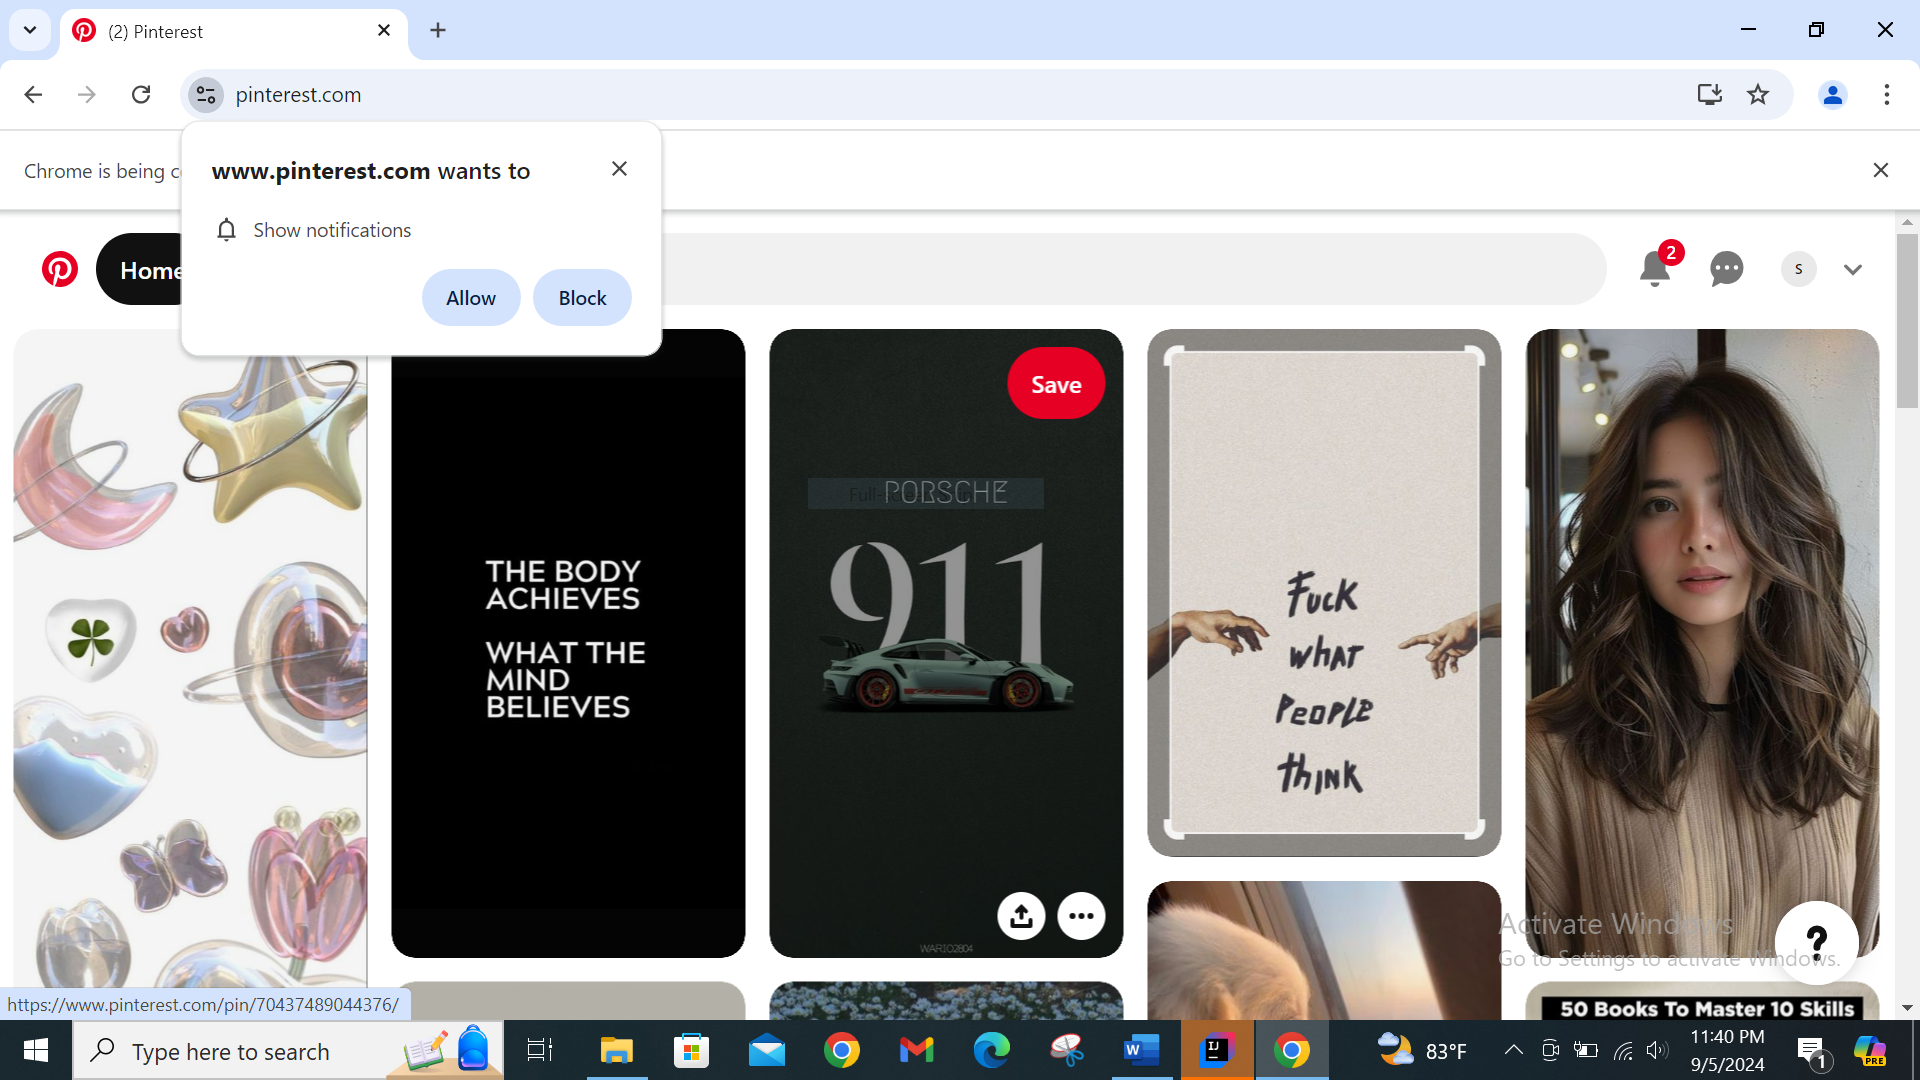 (2) Pinterest
pinterest.com
Chrome is being c
www.pinterest.com wants to
Show notifications
Allow
Block
Home
2
S
Save
PORSCHE
911
WARIO2804
THE BODY
ACHIEVES
WHAT THE
MIND
BELIEVES
Fuck
what
People
think
Activate Windows
Go to Settings to activate Windows.
?
50 Books To Master 10 Skills
https://www.pinterest.com/pin/70437489044376/
Type here to search
W
IJ
83°F
11:40 PM
9/5/2024
1
PRE